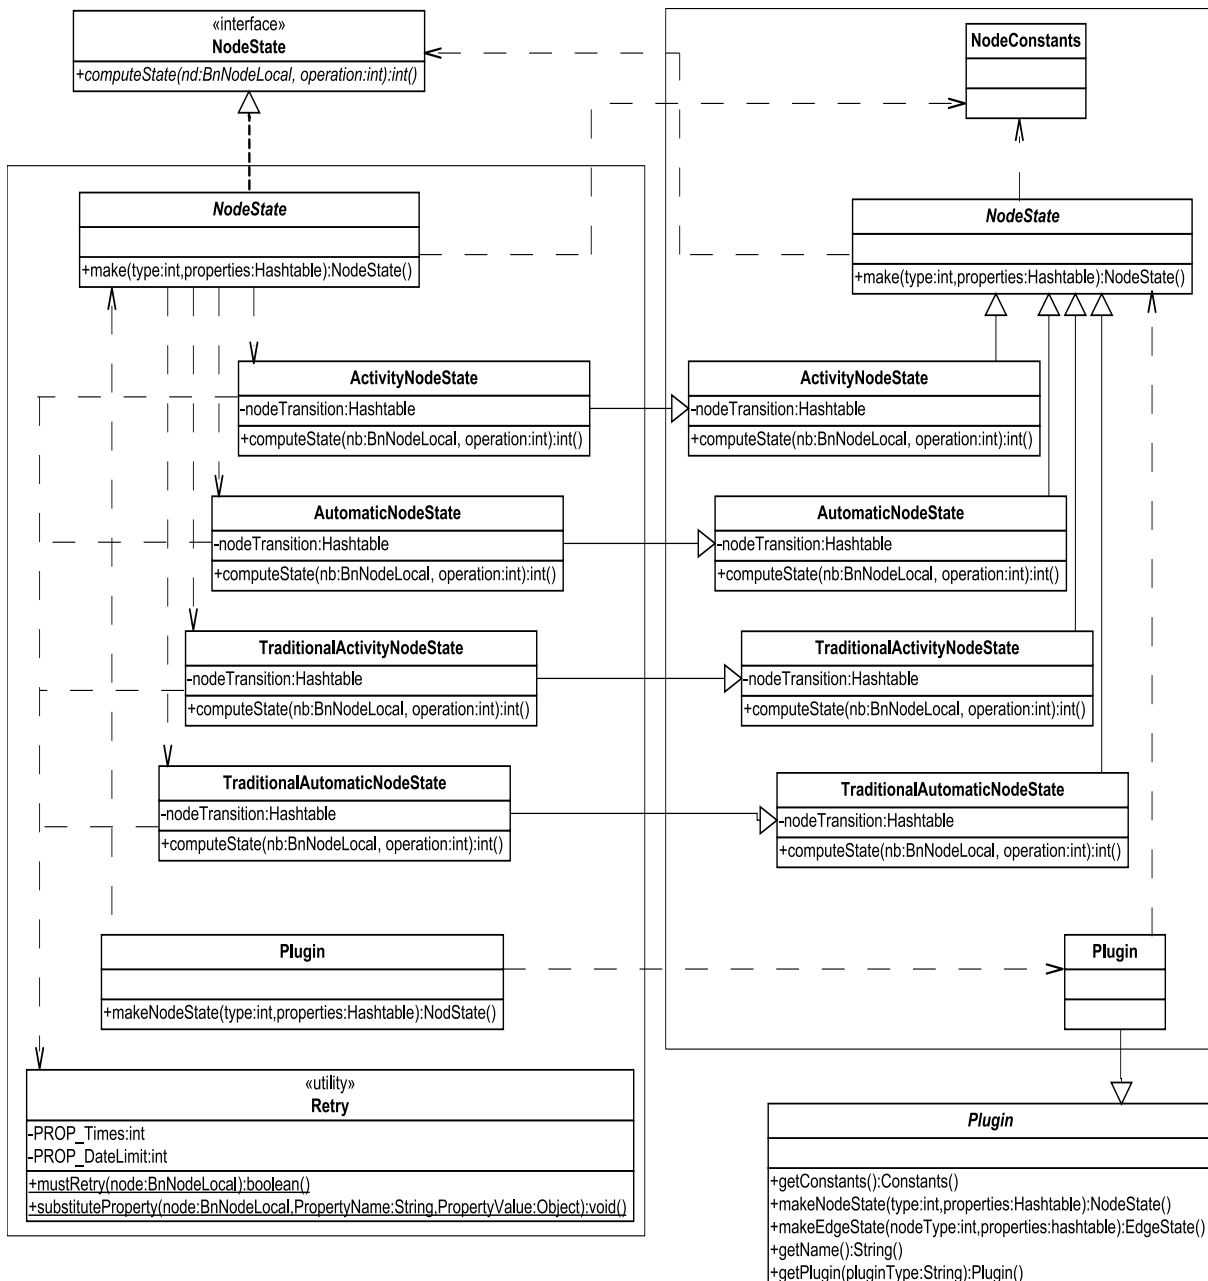 «interface»
NodeState
+computeState(nd:BnNodeLocal, operation:int):int()
NodeConstants
NodeState
+make(type:int,properties:Hashtable):NodeState()
NodeState
+make(type:int,properties:Hashtable):NodeState()
ActivityNodeState
-nodeTransition:Hashtable
+computeState(nb:BnNodeLocal, operation:int):int()
ActivityNodeState
-nodeTransition:Hashtable
+computeState(nb:BnNodeLocal, operation:int):int()
AutomaticNodeState
-nodeTransition:Hashtable
+computeState(nb:BnNodeLocal, operation:int):int()
AutomaticNodeState
-nodeTransition:Hashtable
+computeState(nb:BnNodeLocal, operation:int):int()
TraditionalActivityNodeState
-nodeTransition:Hashtable
+computeState(nb:BnNodeLocal, operation:int):int()
TraditionalActivityNodeState
-nodeTransition:Hashtable
+computeState(nb:BnNodeLocal, operation:int):int()
TraditionalAutomaticNodeState
-nodeTransition:Hashtable
+computeState(nb:BnNodeLocal, operation:int):int()
TraditionalAutomaticNodeState
-nodeTransition:Hashtable
+computeState(nb:BnNodeLocal, operation:int):int()
Plugin
+makeNodeState(type:int,properties:Hashtable):NodState()
Plugin
«utility»
Retry
-PROP_Times:int
-PROP_DateLimit:int
+mustRetry(node:BnNodeLocal):boolean()
+substituteProperty(node:BnNodeLocal,PropertyName:String,PropertyValue:Object):void()
Plugin
+getConstants():Constants()
+makeNodeState(type:int,properties:Hashtable):NodeState()
+makeEdgeState(nodeType:int,properties:hashtable):EdgeState()
+getName():String()
+getPlugin(pluginType:String):Plugin()